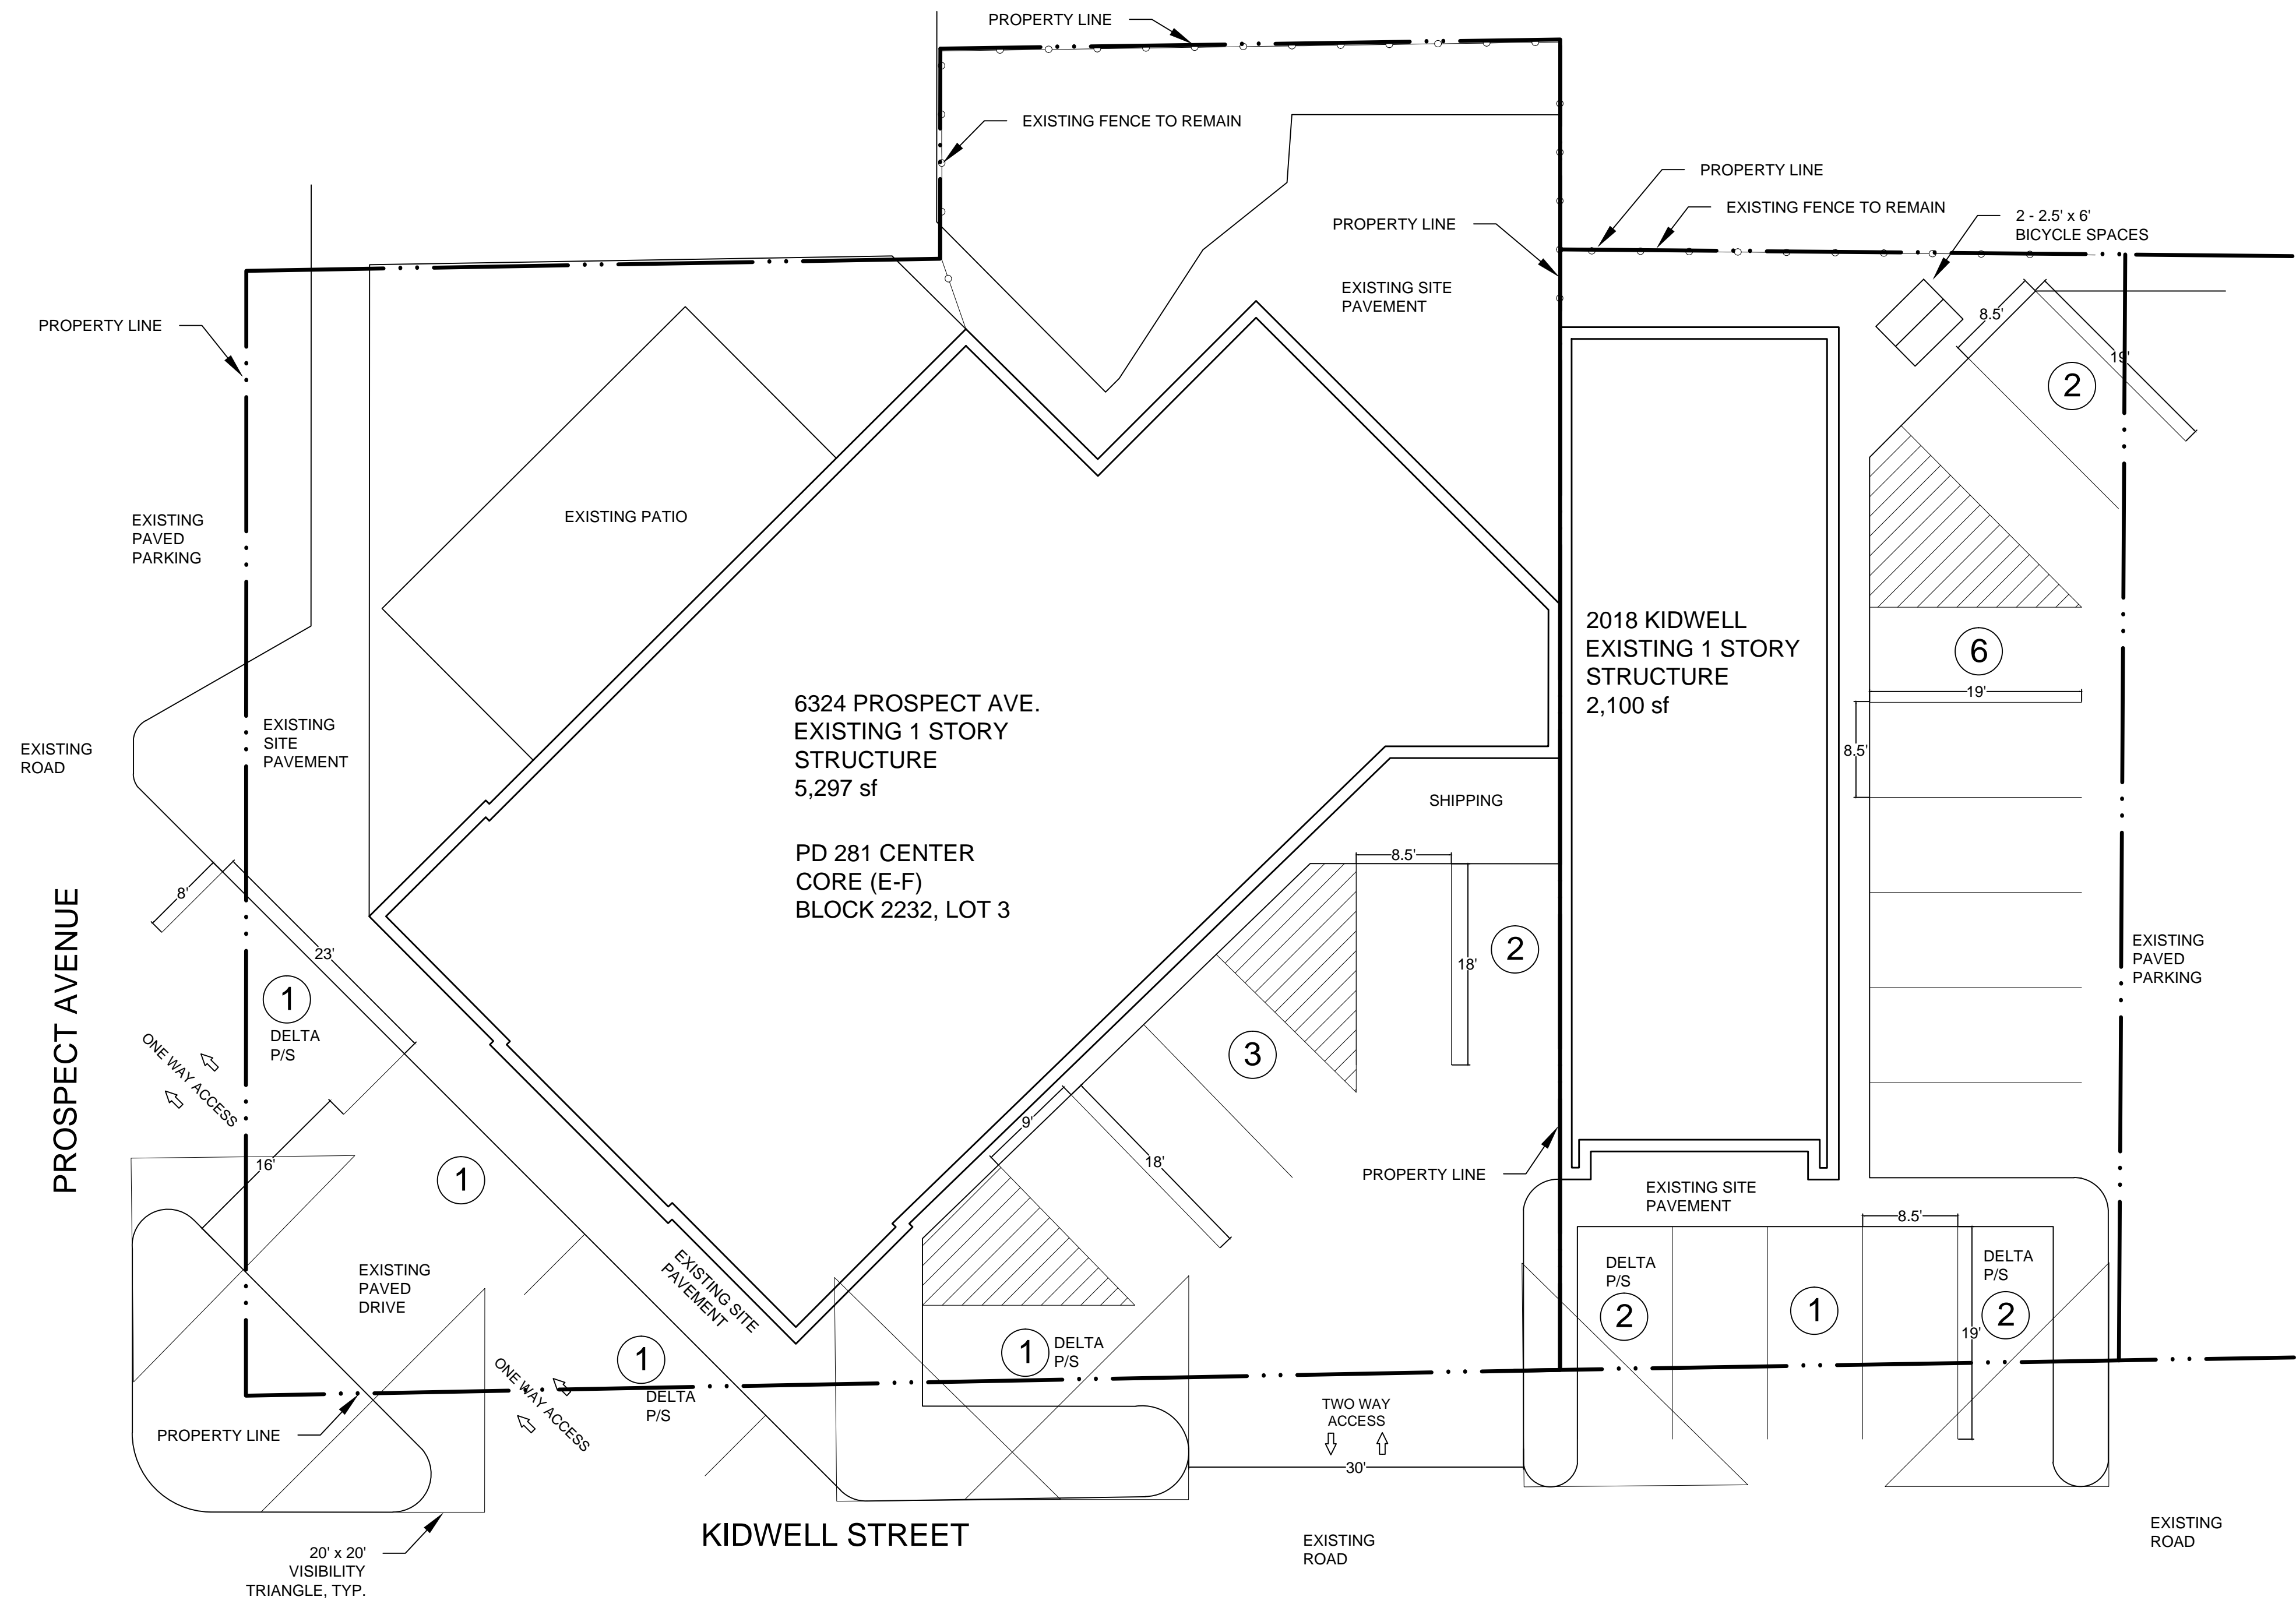 PROPERTY LINE
EXISTING FENCE TO REMAIN
PROPERTY LINE
EXISTING FENCE TO REMAIN
2 - 2.5' x 6'
BICYCLE SPACES
PROPERTY LINE
EXISTING SITE
PAVEMENT
8.5'
19'
2
PROPERTY LINE
EXISTING
PAVED
PARKING
EXISTING PATIO
2018 KIDWELL
EXISTING 1 STORY
STRUCTURE
2,100 sf
6
19'
8.5'
6324 PROSPECT AVE.
EXISTING 1 STORY
STRUCTURE
5,297 sf
PD 281 CENTER
CORE (E-F)
BLOCK 2232, LOT 3
EXISTING
SITE
PAVEMENT
EXISTING
ROAD
SHIPPING
8.5'
18'
2
3
EXISTING
PAVED
PARKING
PROSPECT AVENUE
8'
23'
1
DELTA
P/S
ONE WAY ACCESS
16'
1
9'
18'
PROPERTY LINE
EXISTING SITE
PAVEMENT
8.5'
EXISTING
PAVED
DRIVE
EXISTING SITE
PAVEMENT
DELTA
P/S
2
1
DELTA
P/S
2
19'
1
DELTA
P/S
1
DELTA
P/S
ONE WAY ACCESS
PROPERTY LINE
TWO WAY
ACCESS
30'
KIDWELL STREET
EXISTING
ROAD
EXISTING
ROAD
20' x 20'
VISIBILITY
TRIANGLE, TYP.